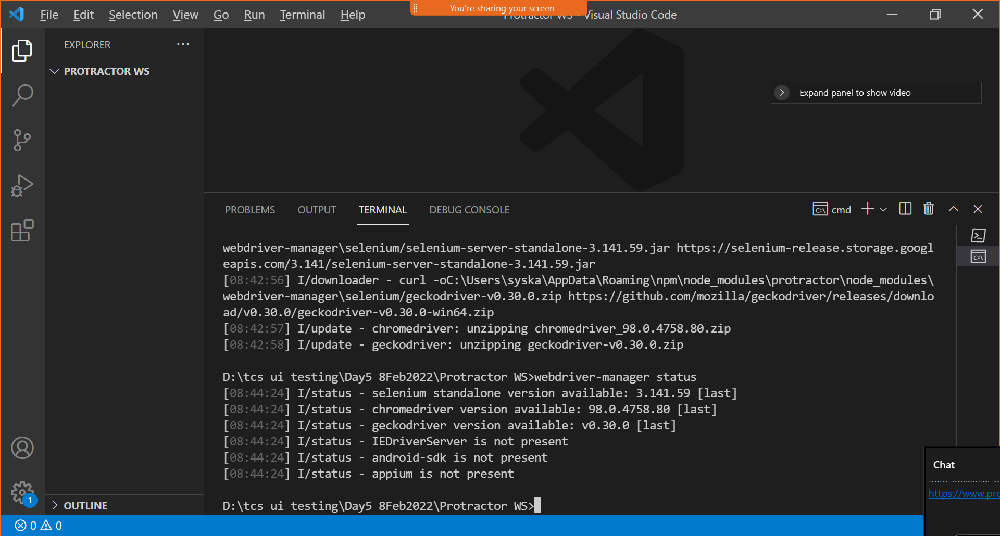 You're sharing your screen
File Edit Selection View Go Run Terminal Help
Protractor WS - Visual Studio Code
EXPLORER
PROTRACTOR WS
Expand panel to show video
PROBLEMS OUTPUT TERMINAL DEBUG CONSOLE
cmd
webdriver-manager\selenium/selenium-server-standalone-3.141.59.jar https://selenium-release.storage.googl
eapis.com/3.141/selenium-server-standalone-3.141.59.jar
[08:42:56] I/downloader - curl -oC:\Users\syska\AppData\Roaming\npm\node_modules\protractor\node_modules\
webdriver-manager\selenium/geckodriver-v0.30.0.zip https://github.com/mozilla/geckodriver/releases/downlo
ad/v0.30.0/geckodriver-v0.30.0-win64.zip
[08:42:57] I/update - chromedriver: unzipping chromedriver_98.0.4758.80.zip
[08:42:58] I/update - geckodriver: unzipping geckodriver-v0.30.0.zip
D:\tcs ui testing\Day5 8Feb2022\Protractor WS>webdriver-manager status
[08:44:24] I/status - selenium standalone version available: 3.141.59 [last]
[08:44:24] I/status - chromedriver version available: 98.0.4758.80 [last]
[08:44:24] I/status - geckodriver version available: v0.30.0 [last]
[08:44:24] I/status - IEDriverServer is not present
[08:44:24] I/status - android-sdk is not present
[08:44:24] I/status - appium is not present
D:\tcs ui testing\Day5 8Feb2022\Protractor WS>
Chat
https://www.pro
1
OUTLINE
0 0